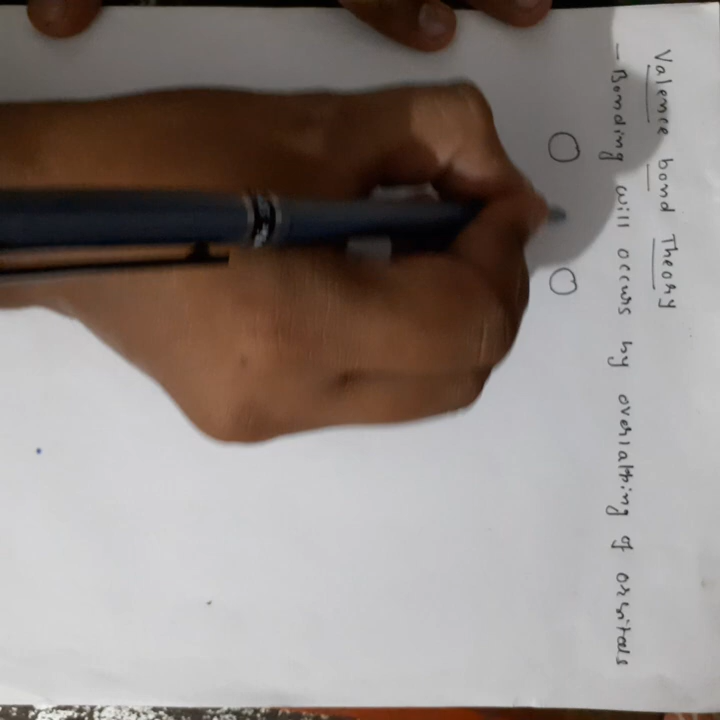 Valence bond Theory
- Bonding will occurs by overlapping of orbitals